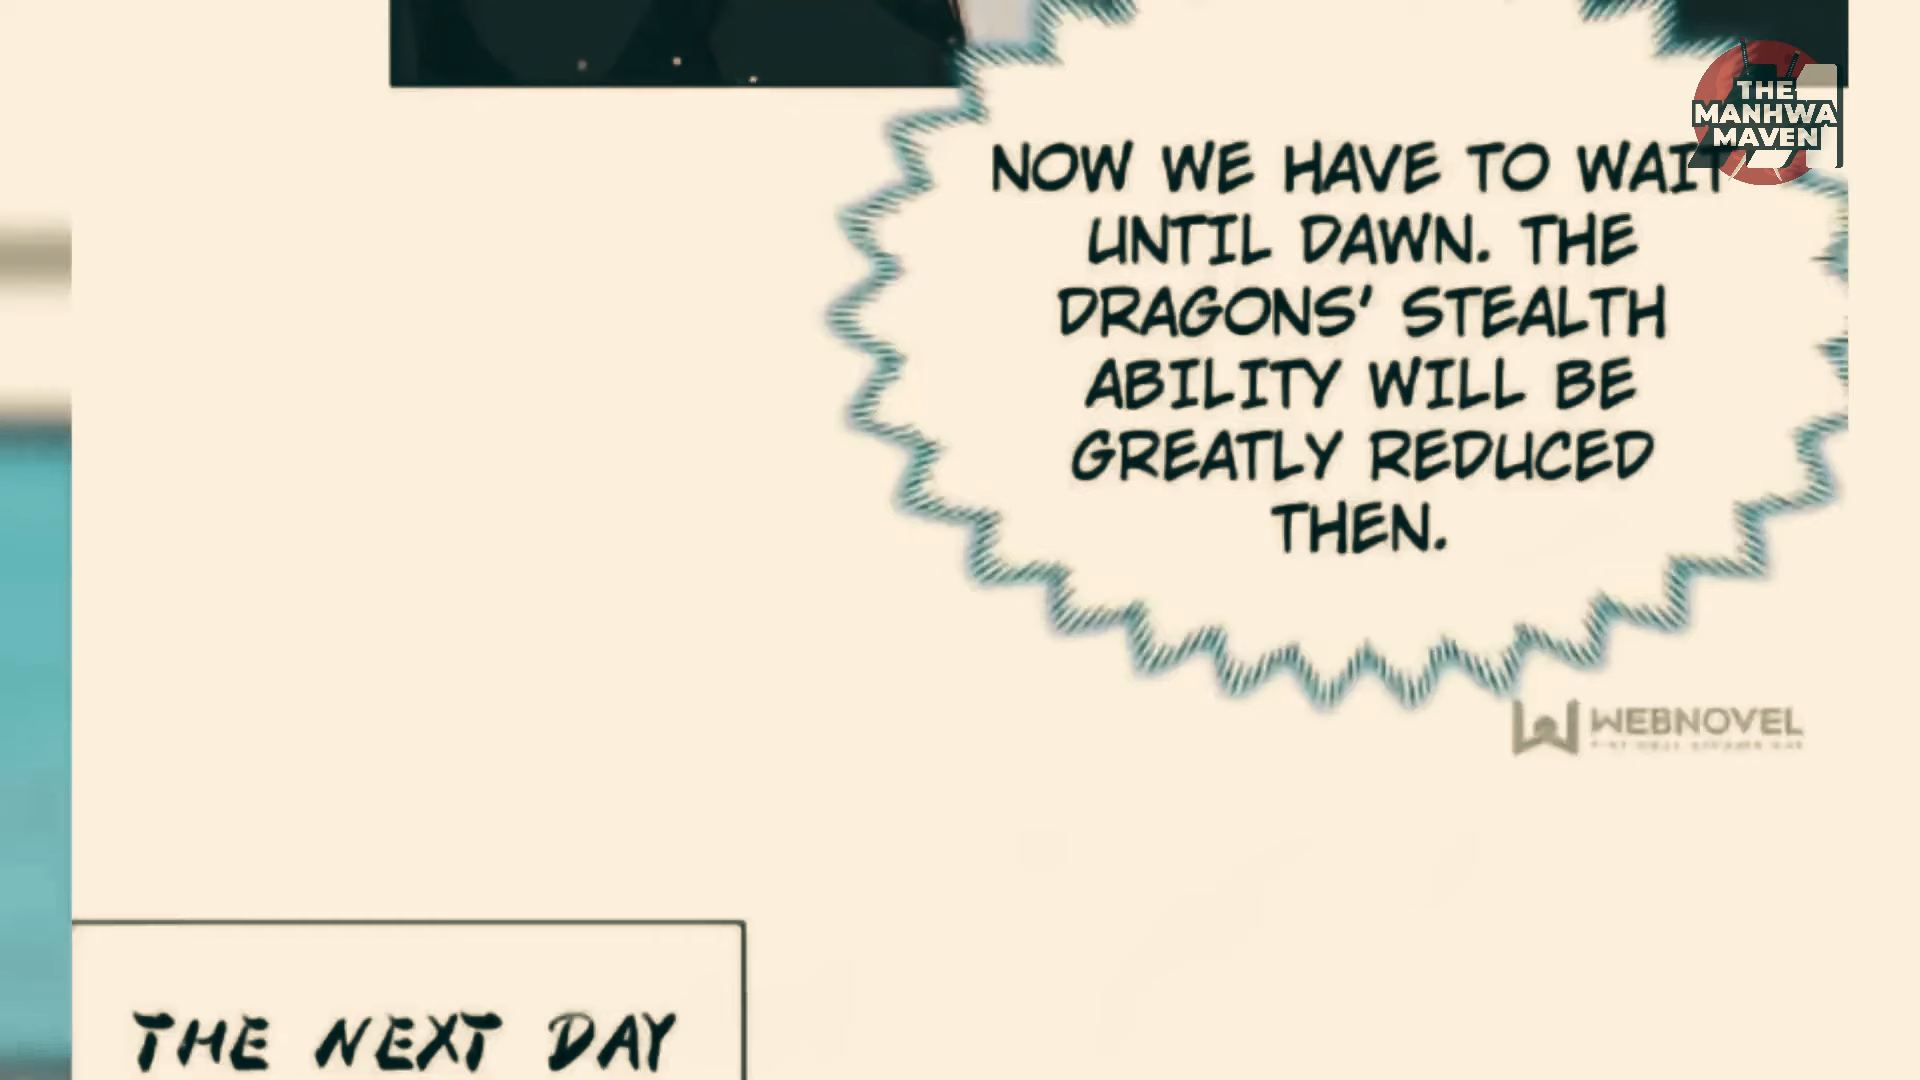 THE
MANHWA
MAVEN
NOW WE HAVE TO WAIT
UNTIL DAWN. THE
DRAGONS' STEALTH
ABILITY WILL BE
GREATLY REDUCED
THEN.
WEBNOVEL
THE NEXT DAY